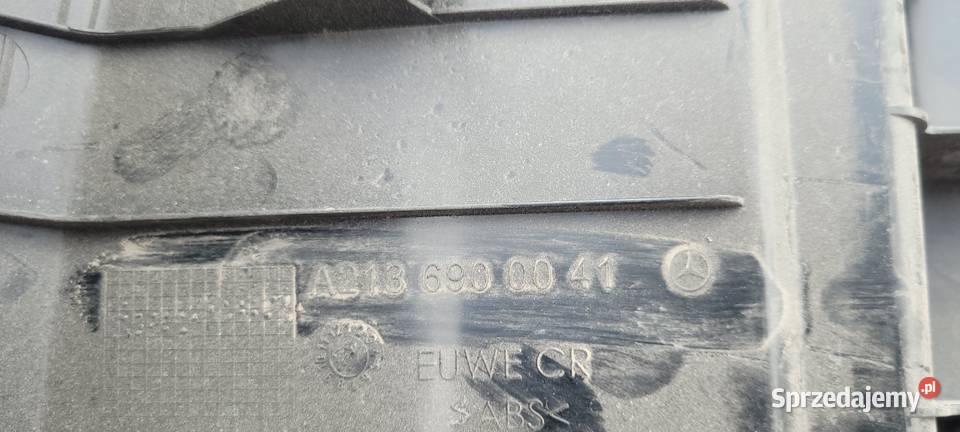 A213 690 00 41
EUWE CR
>ABS<
Sprzedajemy.pl